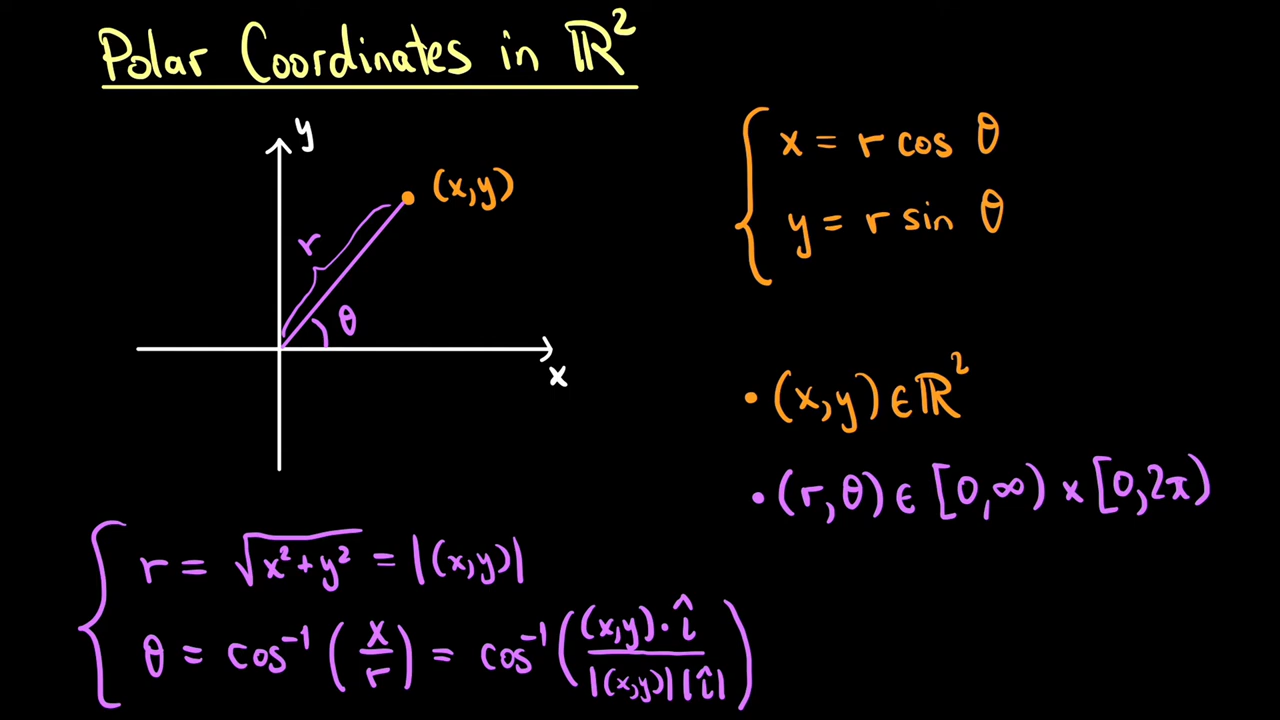 Polar Coordinates in ℝ²
y
(x,y)
r
θ
x
x = r cos θ
y = r sin θ
• (x,y) ∈ ℝ²
• (r,θ) ∈ [0,∞) × [0,2π)
r = √(x²+y²) = |(x,y)|
θ = cos⁻¹(x/r) = cos⁻¹((x,y)·î / |(x,y)||î|)